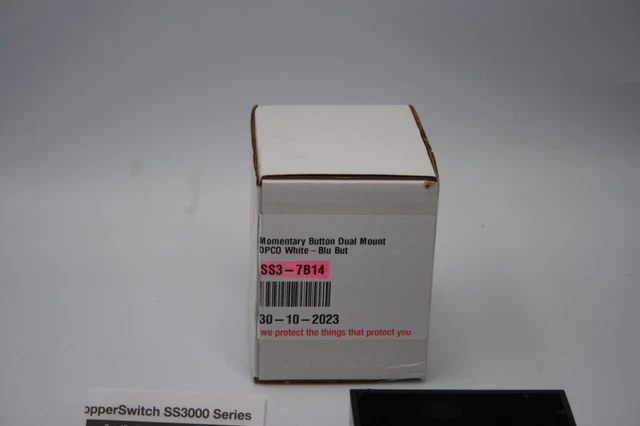 Momentary Button Dual Mount
DPCO White - Blu But
SS3-7B14
30-10-2023
we protect the things that protect you
opperSwitch SS3000 Series